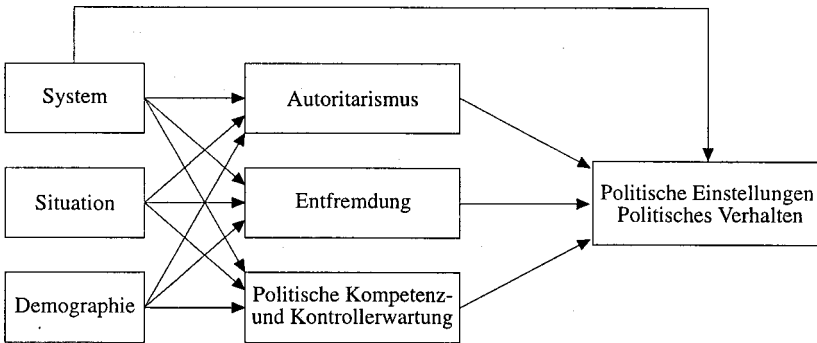 System
Autoritarismus
Situation
Entfremdung
Politische Einstellungen
Politisches Verhalten
Demographie
Politische Kompetenz-
und Kontrollerwartung